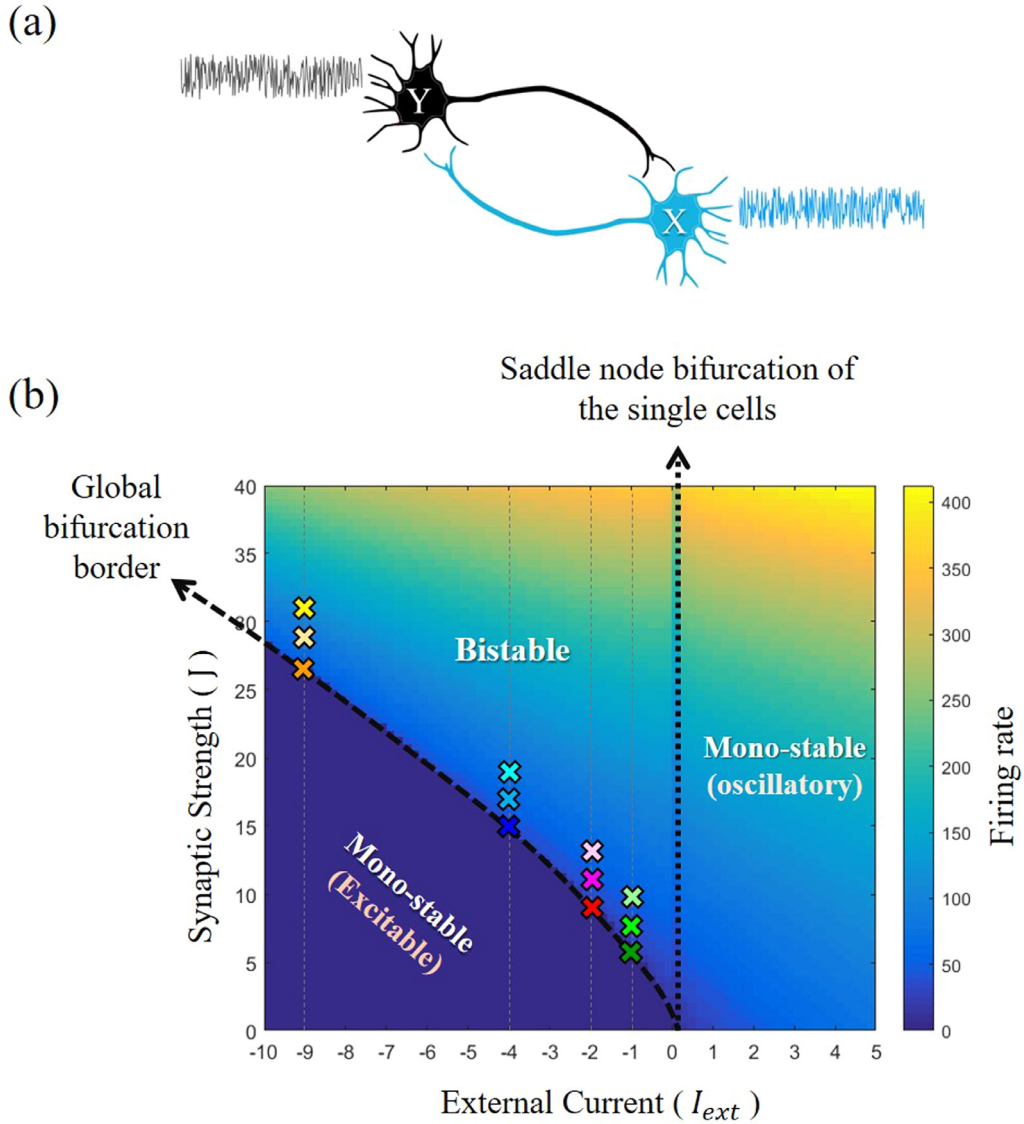 (a)
Y
X
(b)
Saddle node bifurcation of
the single cells
Global
bifurcation
border
Synaptic Strength ( J )
40
35
30
25
20
15
10
5
0
Bistable
Mono-stable
(oscillatory)
Mono-stable
(Excitable)
-10 -9 -8 -7 -6 -5 -4 -3 -2 -1 0 1 2 3 4 5
External Current ( I_ext )
400
350
300
250
200
150
100
50
0
Firing rate